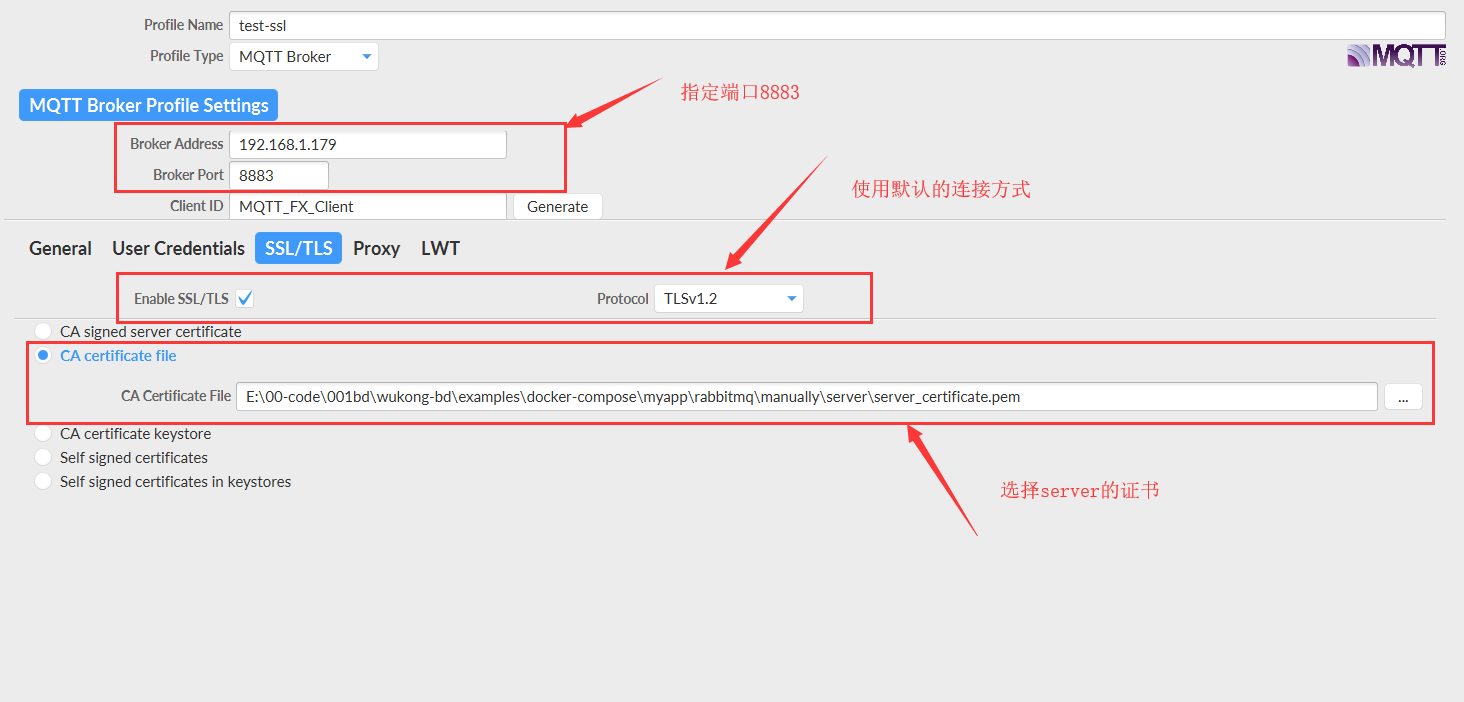 Profile Name test-ssl
Profile Type MQTT Broker
MQTT.ORG
MQTT Broker Profile Settings
指定端口8883
Broker Address 192.168.1.179
Broker Port 8883
使用默认的连接方式
Client ID MQTT_FX_Client Generate
General User Credentials SSL/TLS Proxy LWT
Enable SSL/TLS Protocol TLSv1.2
CA signed server certificate
CA certificate file
CA Certificate File E:\00-code\001bd\wukong-bd\examples\docker-compose\myapp\rabbitmq\manually\server\server_certificate.pem ...
CA certificate keystore
Self signed certificates
Self signed certificates in keystores
选择server的证书